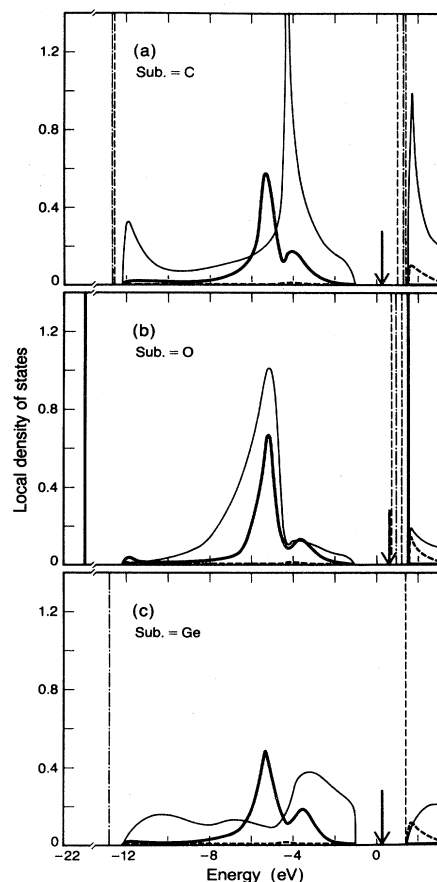 1.2
(a)
Sub. = C
0.8
0.4
0
1.2
(b)
Sub. = O
0.8
0.4
0
Local density of states
1.2
(c)
Sub. = Ge
0.8
0.4
0
-22 -12 -8 -4 0
Energy (eV)